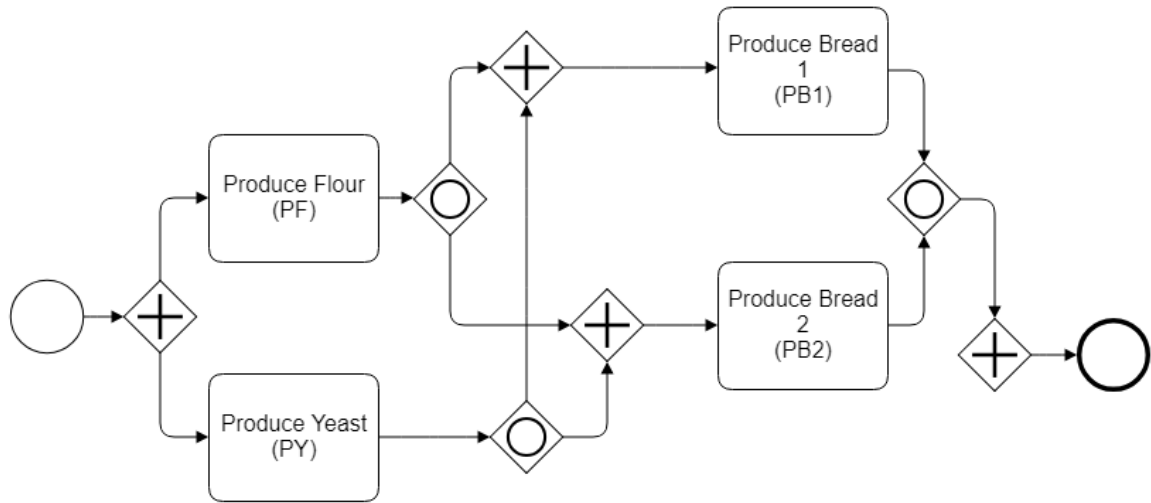 Produce Bread
1
(PB1)
Produce Flour
(PF)
Produce Bread
2
(PB2)
Produce Yeast
(PY)